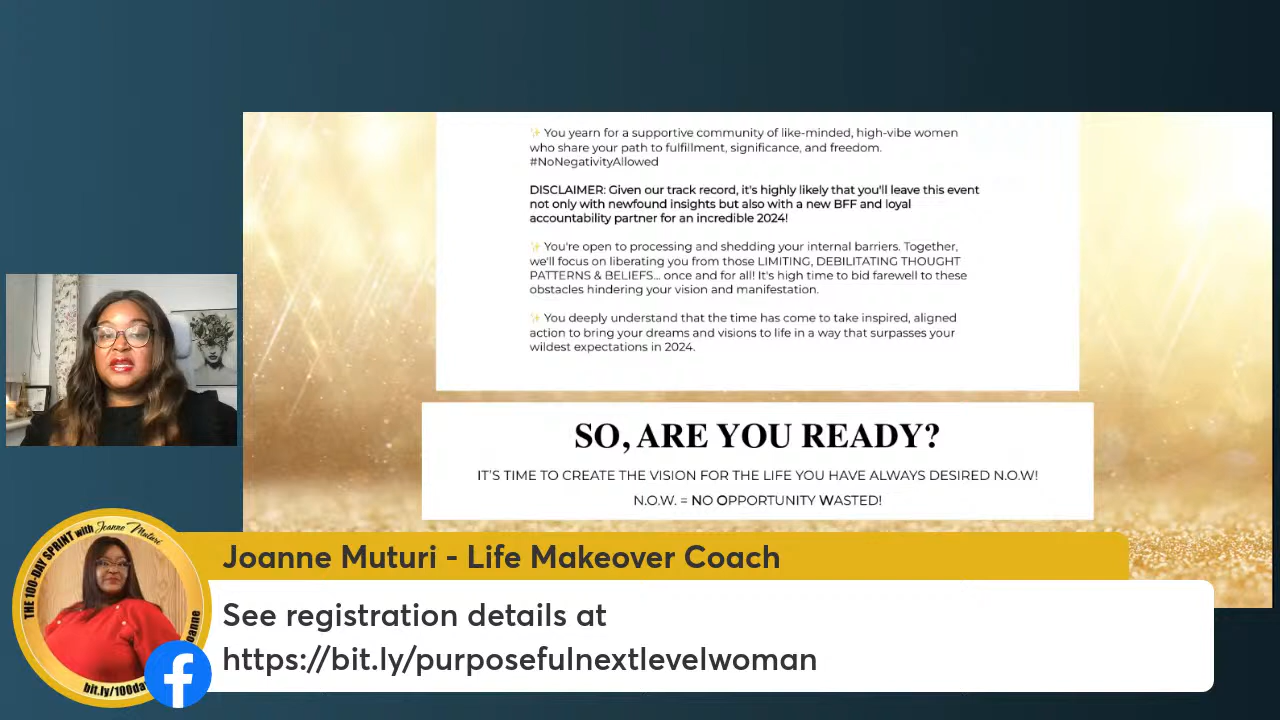 ✨ You yearn for a supportive community of like-minded, high-vibe women
who share your path to fulfillment, significance, and freedom.
#NoNegativityAllowed
DISCLAIMER: Given our track record, it's highly likely that you'll leave this event
not only with newfound insights but also with a new BFF and loyal
accountability partner for an incredible 2024!
✨ You're open to processing and shedding your internal barriers. Together,
we'll focus on liberating you from those LIMITING, DEBILITATING THOUGHT
PATTERNS & BELIEFS... once and for all! It's high time to bid farewell to these
obstacles hindering your vision and manifestation.
✨ You deeply understand that the time has come to take inspired, aligned
action to bring your dreams and visions to life in a way that surpasses your
wildest expectations in 2024.
SO, ARE YOU READY?
IT'S TIME TO CREATE THE VISION FOR THE LIFE YOU HAVE ALWAYS DESIRED N.O.W!
N.O.W. = NO OPPORTUNITY WASTED!
THE 100-DAY SPRINT with Joanne Muturi
bit.ly/100da
oanne
Joanne Muturi - Life Makeover Coach
See registration details at
https://bit.ly/purposefulnextlevelwoman